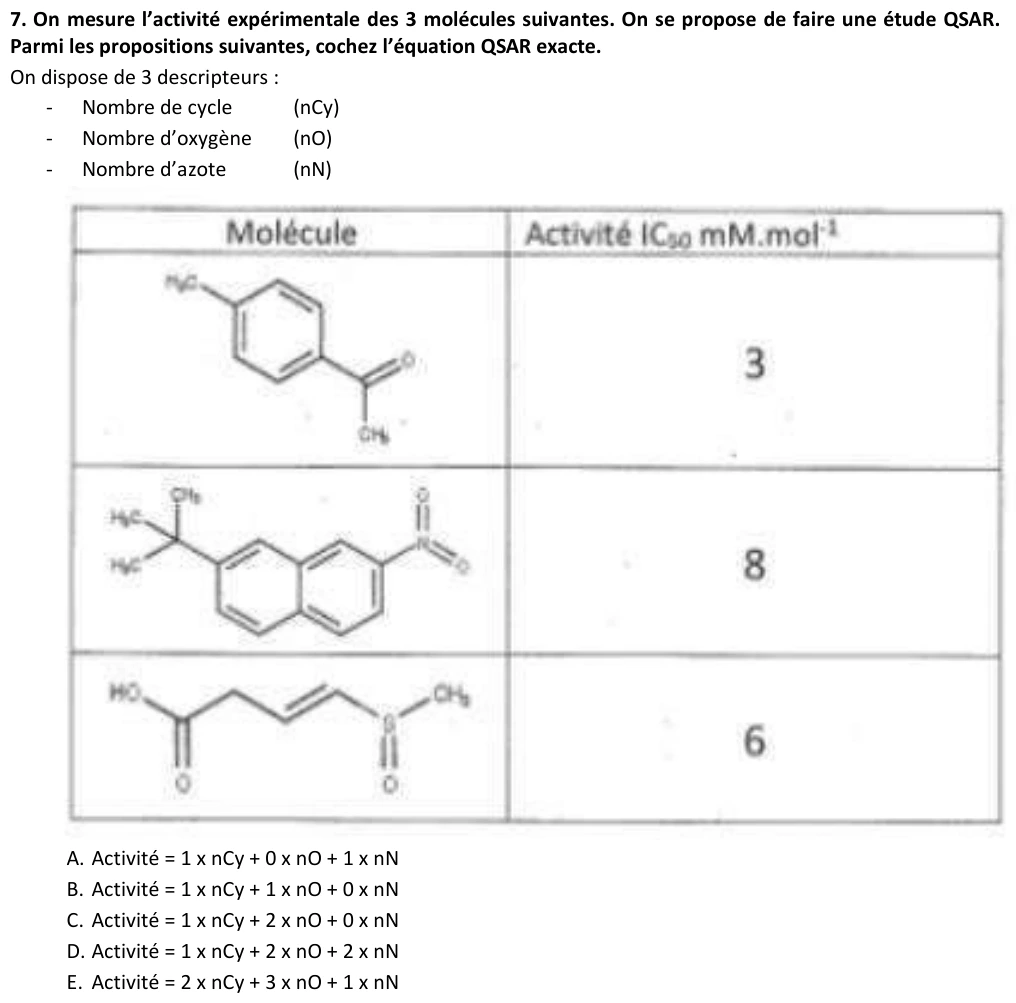 7. On mesure l’activité expérimentale des 3 molécules suivantes. On se propose de faire une étude QSAR.
Parmi les propositions suivantes, cochez l’équation QSAR exacte.
On dispose de 3 descripteurs :
- Nombre de cycle (nCy)
- Nombre d’oxygène (nO)
- Nombre d’azote (nN)
Molécule Activité IC50 mM.mol-1
H₃C
O
CH₃
3
CH₃
H₃C
H₃C
O
N
O
8
HO
O
S
O
CH₃
6
A. Activité = 1 x nCy + 0 x nO + 1 x nN
B. Activité = 1 x nCy + 1 x nO + 0 x nN
C. Activité = 1 x nCy + 2 x nO + 0 x nN
D. Activité = 1 x nCy + 2 x nO + 2 x nN
E. Activité = 2 x nCy + 3 x nO + 1 x nN